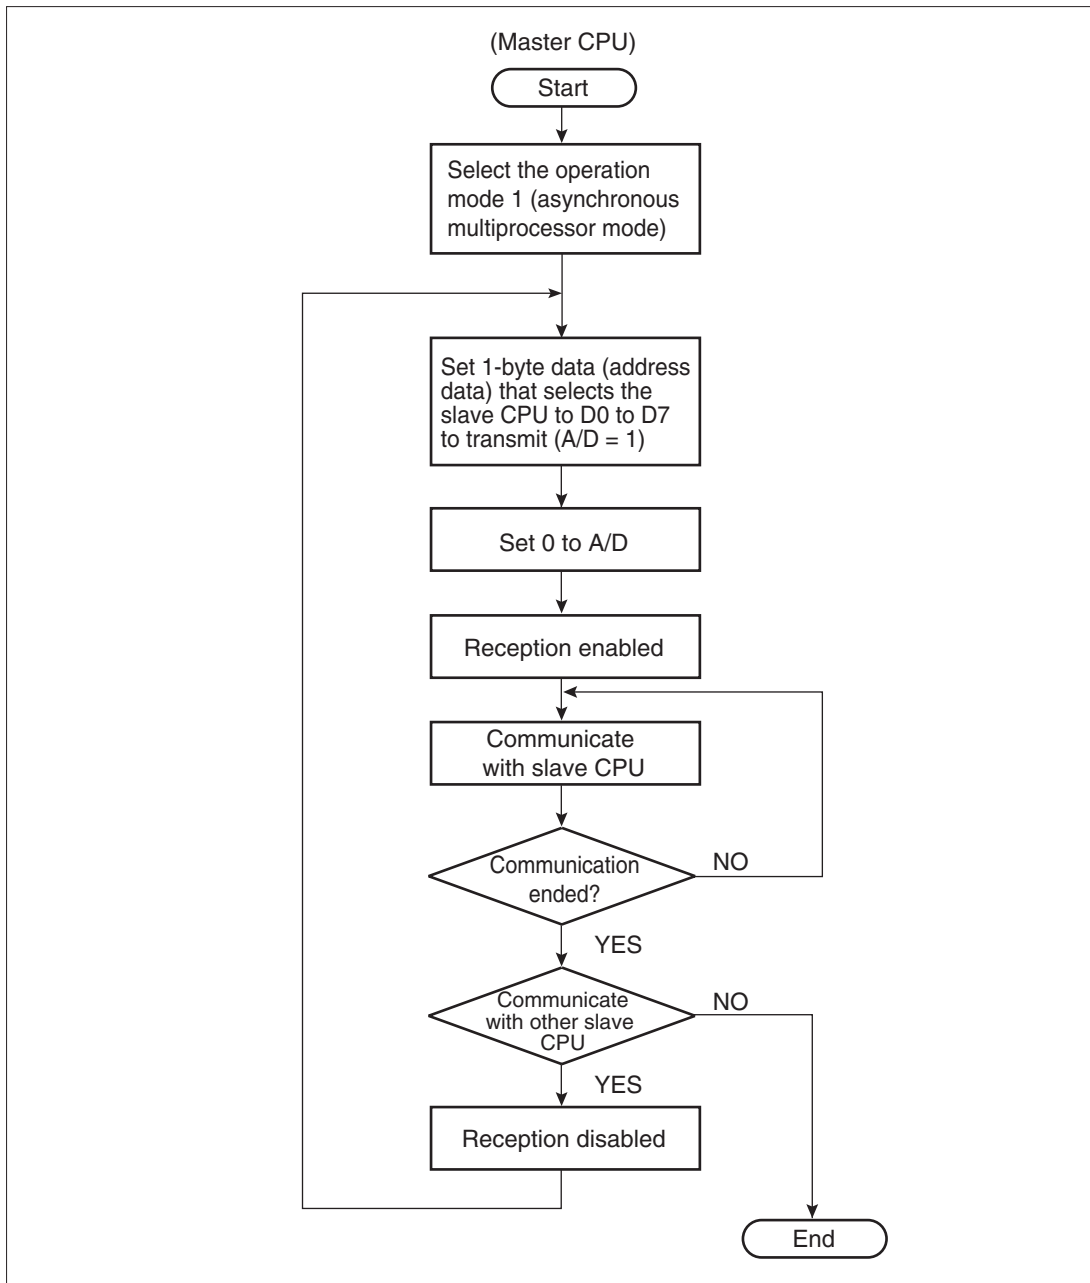 (Master CPU)
Start
Select the operation
mode 1 (asynchronous
multiprocessor mode)
Set 1-byte data (address
data) that selects the
slave CPU to D0 to D7
to transmit (A/D = 1)
Set 0 to A/D
Reception enabled
Communicate
with slave CPU
Communication
ended?
NO
YES
Communicate
with other slave
CPU
NO
YES
Reception disabled
End